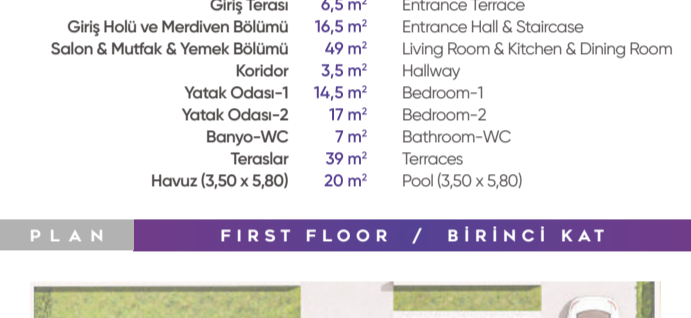 Giriş Terası 6,5 m² Entrance Terrace
Giriş Holü ve Merdiven Bölümü 16,5 m² Entrance Hall & Staircase
Salon & Mutfak & Yemek Bölümü 49 m² Living Room & Kitchen & Dining Room
Koridor 3,5 m² Hallway
Yatak Odası-1 14,5 m² Bedroom-1
Yatak Odası-2 17 m² Bedroom-2
Banyo-WC 7 m² Bathroom-WC
Teraslar 39 m² Terraces
Havuz (3,50 x 5,80) 20 m² Pool (3,50 x 5,80)
PLAN FIRST FLOOR / BİRİNCİ KAT